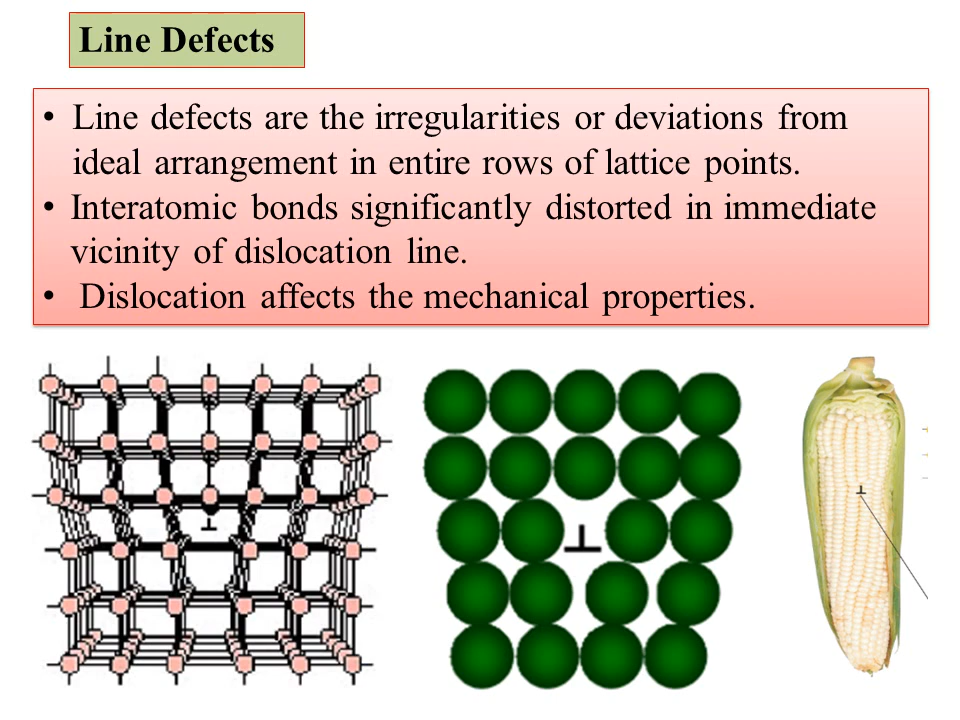 Line Defects
• Line defects are the irregularities or deviations from
ideal arrangement in entire rows of lattice points.
• Interatomic bonds significantly distorted in immediate
vicinity of dislocation line.
• Dislocation affects the mechanical properties.